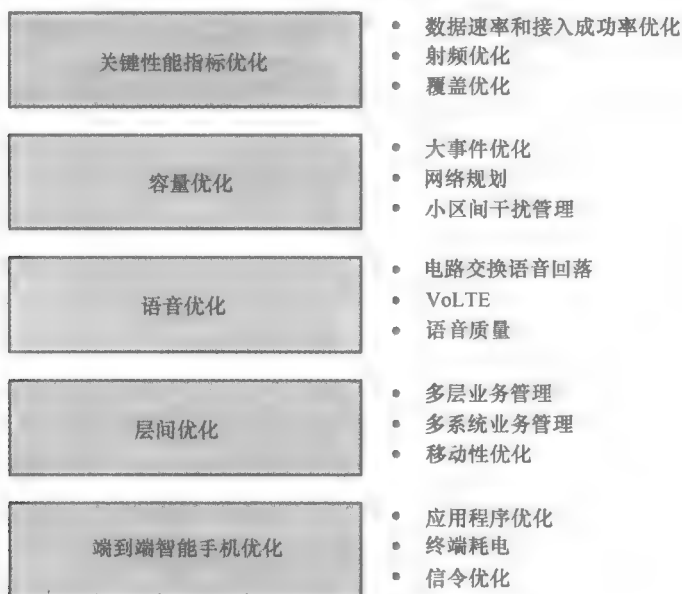 关键性能指标优化
• 数据速率和接入成功率优化
• 射频优化
• 覆盖优化
容量优化
• 大事件优化
• 网络规划
• 小区间干扰管理
语音优化
• 电路交换语音回落
• VoLTE
• 语音质量
层间优化
• 多层业务管理
• 多系统业务管理
• 移动性优化
端到端智能手机优化
• 应用程序优化
• 终端耗电
• 信令优化